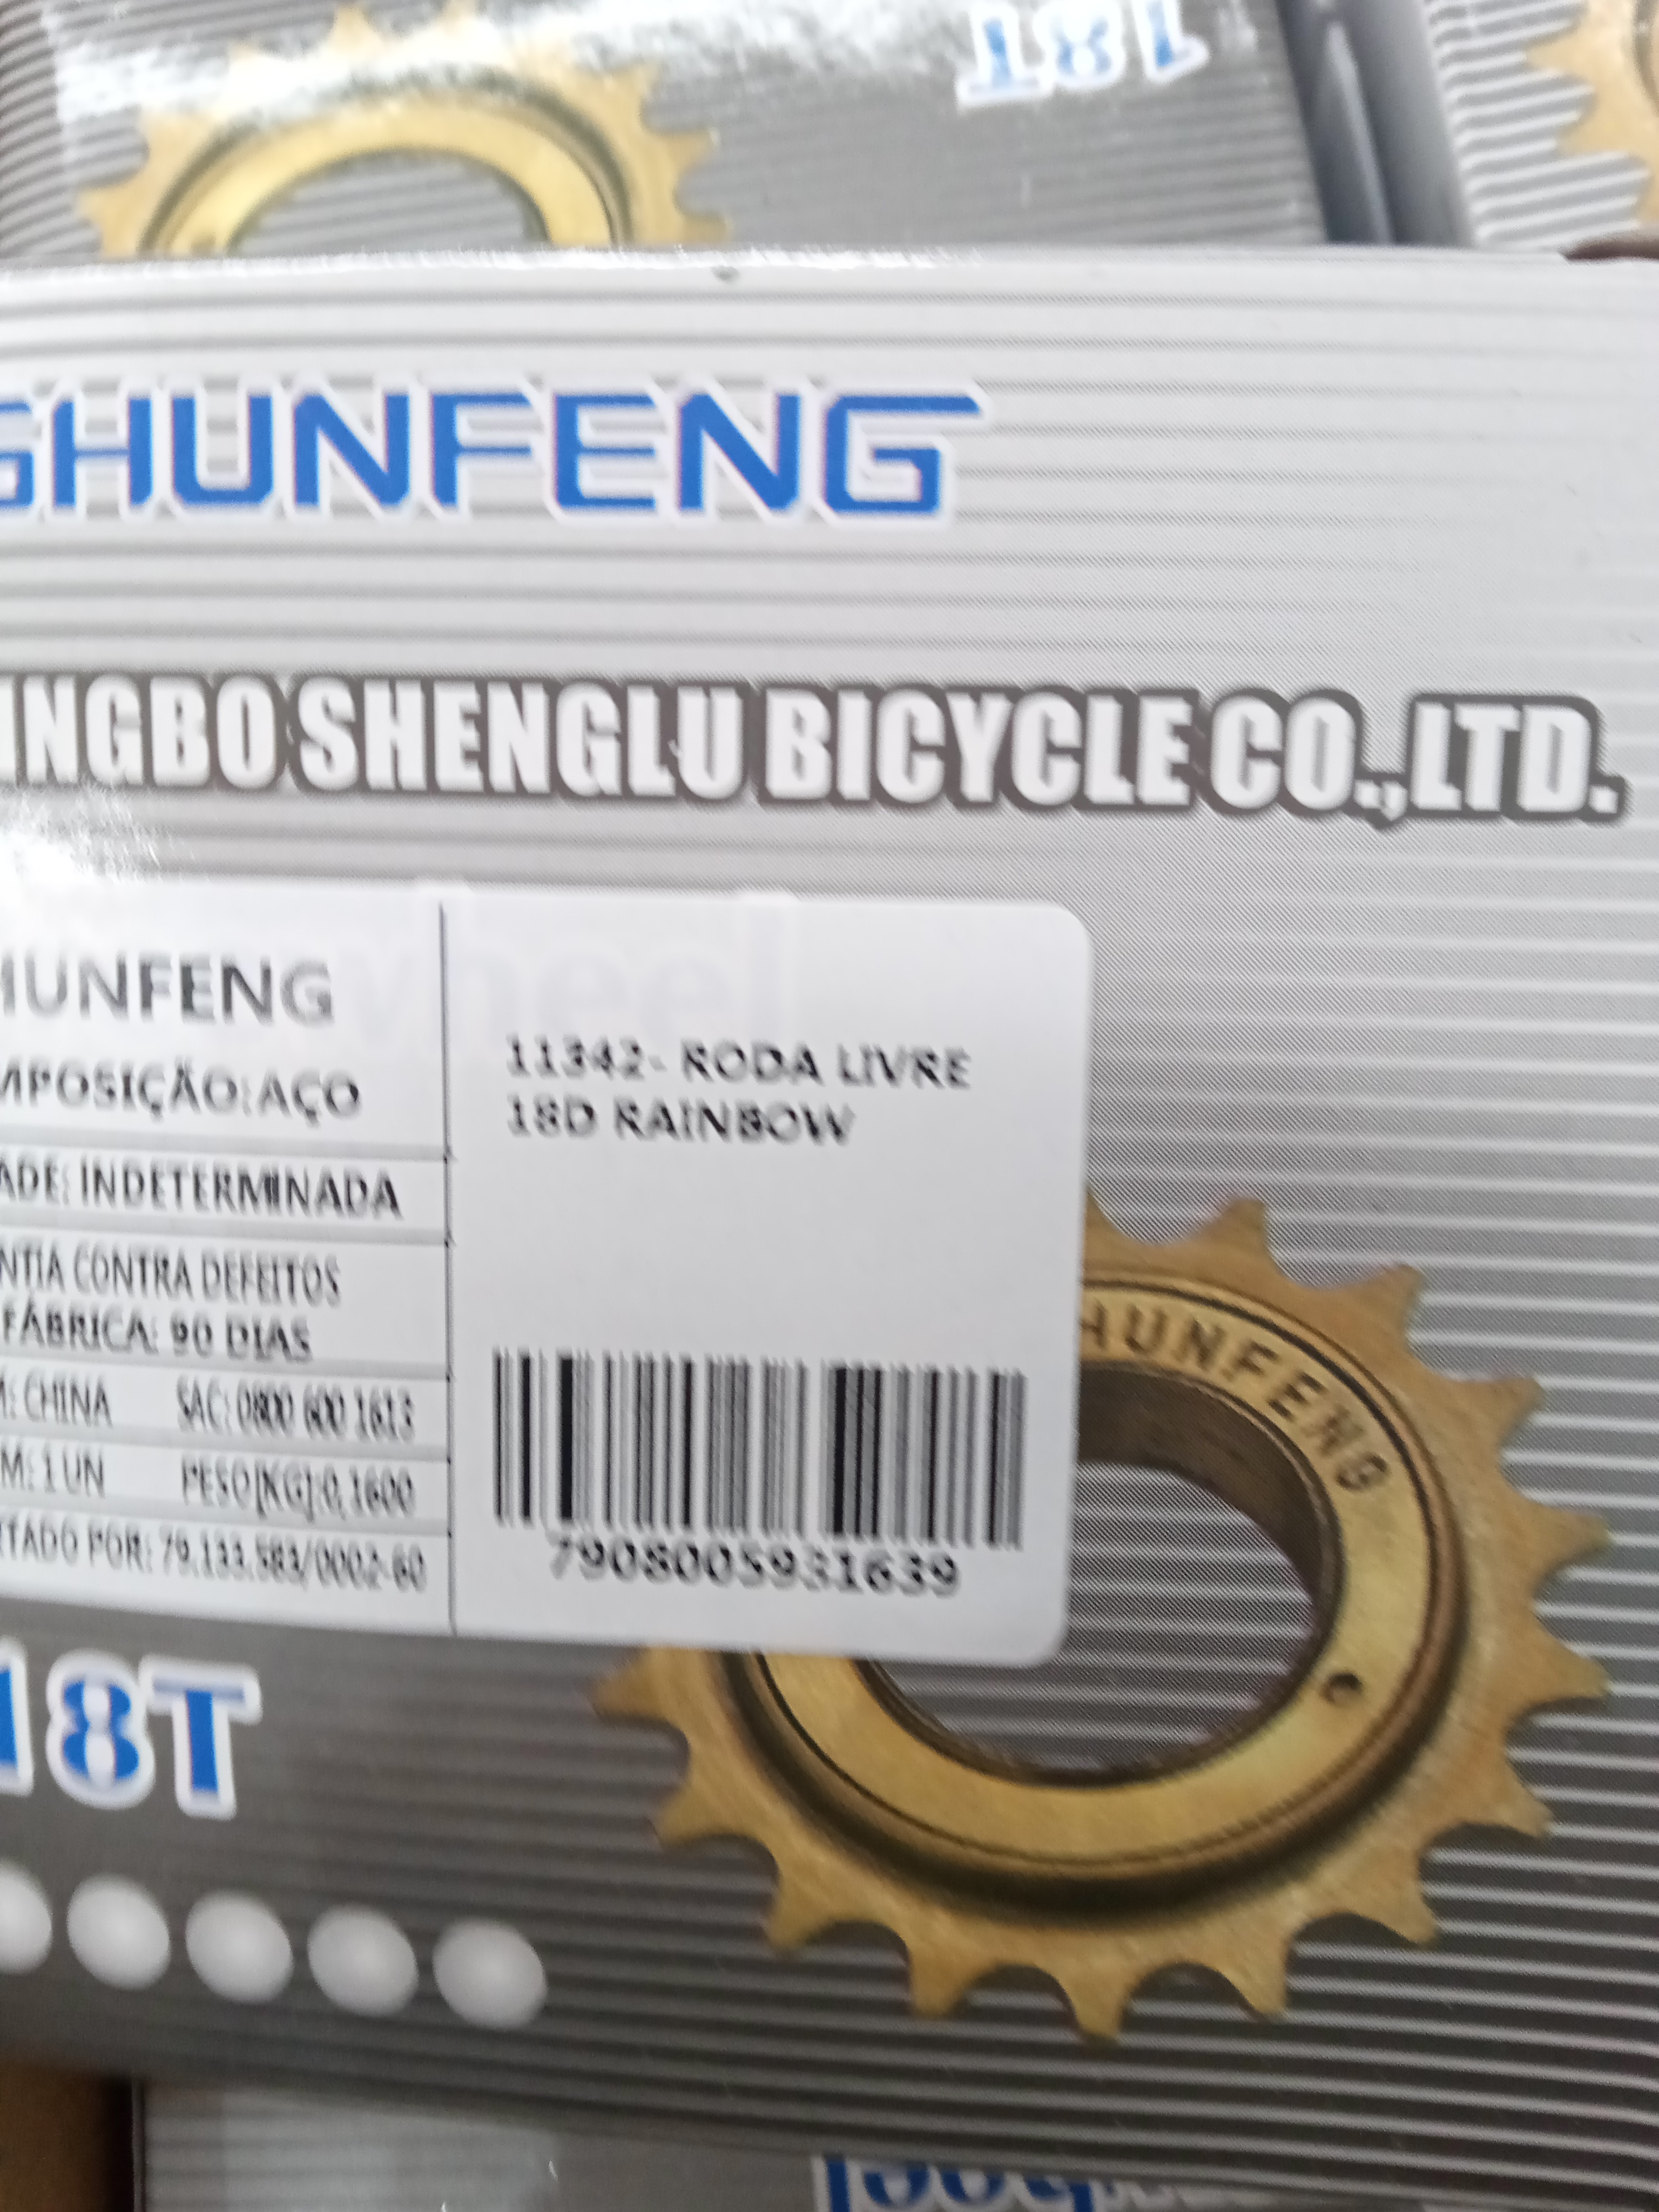 18T
SHUNFENG
INGBO SHENGLU BICYCLE CO.,LTD.
HUNFENG
MPOSIÇÃO: AÇO
ADE: INDETERMINADA
NTIA CONTRA DEFEITOS
FÁBRICA: 90 DIAS
M: CHINA SAC: 0800 600 1613
M: 1 UN PESO[KG]:0,1600
RTADO POR: 79.133.583/0002-60
11342- RODA LIVRE
18D RAINBOW
7908005931639
HUNFENG
18T